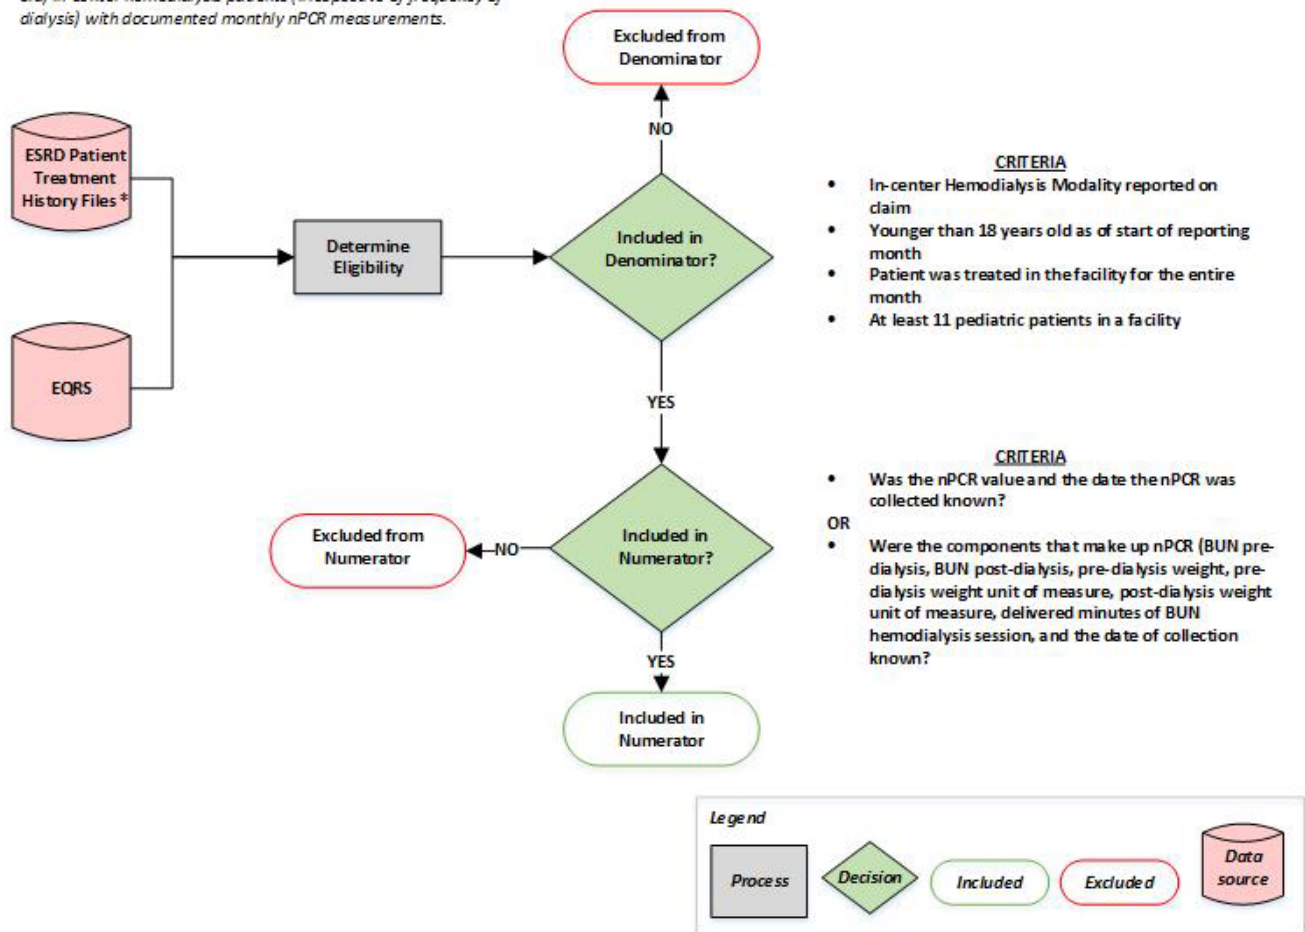 dialysis) with documented monthly nPCR measurements.
Excluded from
Denominator
NO
ESRD Patient
Treatment
History Files *
EQRS
Determine
Eligibility
Included in
Denominator?
CRITERIA
• In-center Hemodialysis Modality reported on
claim
• Younger than 18 years old as of start of reporting
month
• Patient was treated in the facility for the entire
month
• At least 11 pediatric patients in a facility
YES
Excluded from
Numerator
NO
Included in
Numerator?
CRITERIA
• Was the nPCR value and the date the nPCR was
collected known?
OR
• Were the components that make up nPCR (BUN pre-
dialysis, BUN post-dialysis, pre-dialysis weight, pre-
dialysis weight unit of measure, post-dialysis weight
unit of measure, delivered minutes of BUN
hemodialysis session, and the date of collection
known?
YES
Included in
Numerator
Legend
Process
Decision
Included
Excluded
Data
source